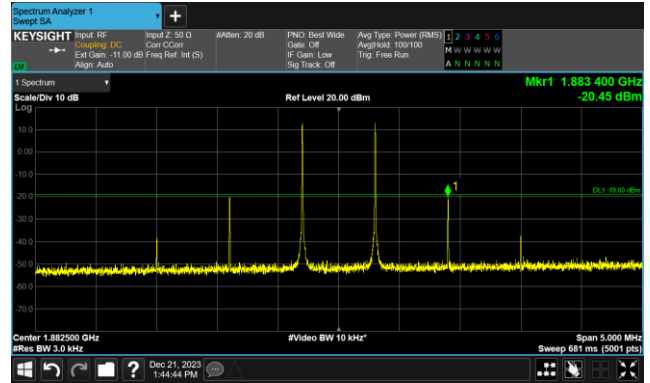 Spectrum Analyzer 1
Swept SA
+
KEYSIGHT Input: RF Input Z: 50 Ω #Atten: 20 dB PNO: Best Wide Avg Type: Power (RMS) 1 2 3 4 5 6
Coupling: DC Corr CCorr Gate: Off Avg|Hold: 100/100 M W W W W W
Ext Gain: -11.00 dB Freq Ref: Int (S) IF Gain: Low Trig: Free Run
Align: Auto Sig Track: Off A N N N N N
1 Spectrum Mkr1 1.883 400 GHz
Scale/Div 10 dB Ref Level 20.00 dBm -20.45 dBm
Log
10.0
0.00
1
-10.0
DL1 -19.00 dBm
-20.0
-30.0
-40.0
-50.0
-60.0
-70.0
Center 1.882500 GHz #Video BW 10 kHz* Span 5.000 MHz
#Res BW 3.0 kHz Sweep 681 ms (5001 pts)
? Dec 21, 2023
1:44:44 PM